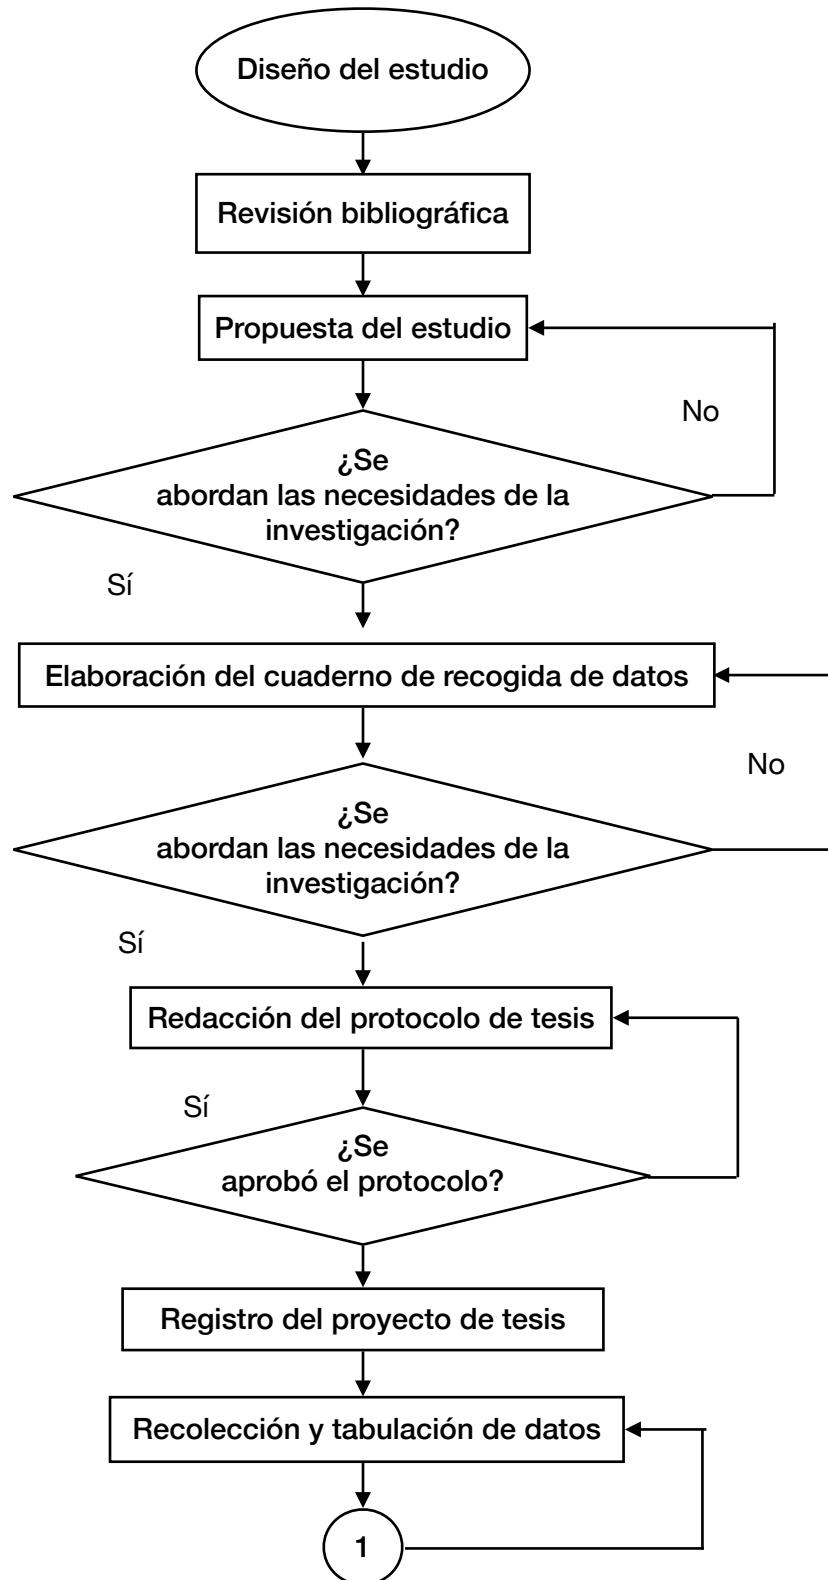 Diseño del estudio
Revisión bibliográfica
Propuesta del estudio
No
¿Se
abordan las necesidades de la
investigación?
Sí
Elaboración del cuaderno de recogida de datos
No
¿Se
abordan las necesidades de la
investigación?
Sí
Redacción del protocolo de tesis
Sí
¿Se
aprobó el protocolo?
Registro del proyecto de tesis
Recolección y tabulación de datos
1